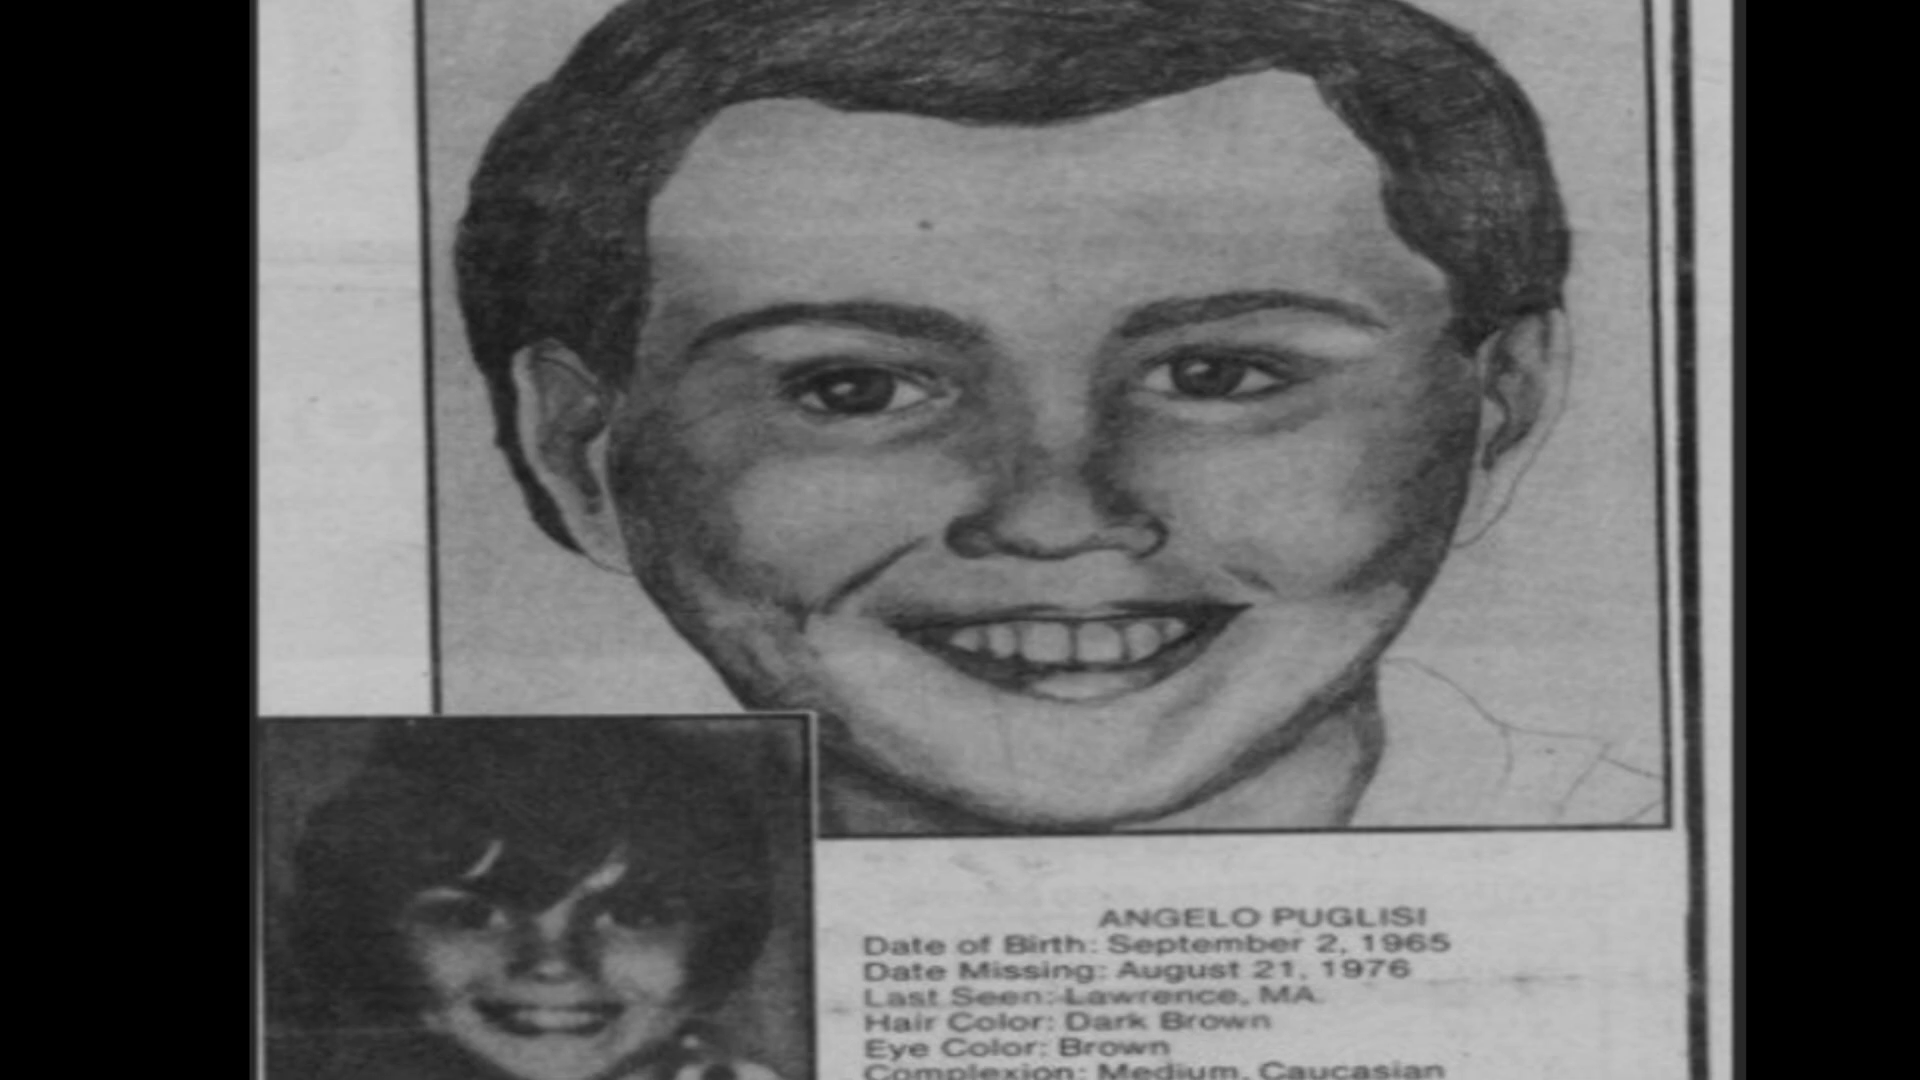 ANGELO PUGLISI
Date of Birth: September 2, 1965
Date Missing: August 21, 1976
Last Seen: Lawrence, MA
Hair Color: Dark Brown
Eye Color: Brown
Complexion: Medium, Caucasian